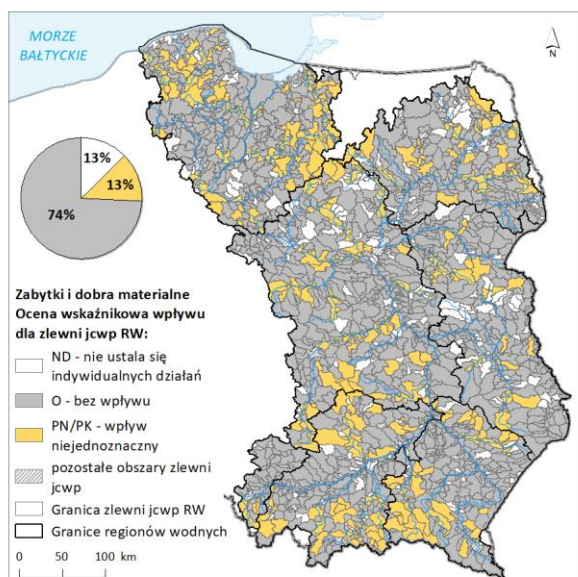 MORZE
BAŁTYCKIE
N
13%
13%
74%
Zabytki i dobra materialne
Ocena wskaźnikowa wpływu
dla zlewni jcwp RW:
ND - nie ustala się
indywidualnych działań
O - bez wpływu
PN/PK - wpływ
niejednoznaczny
pozostałe obszary zlewni
jcwp
Granica zlewni jcwp RW
Granice regionów wodnych
0 50 100 km